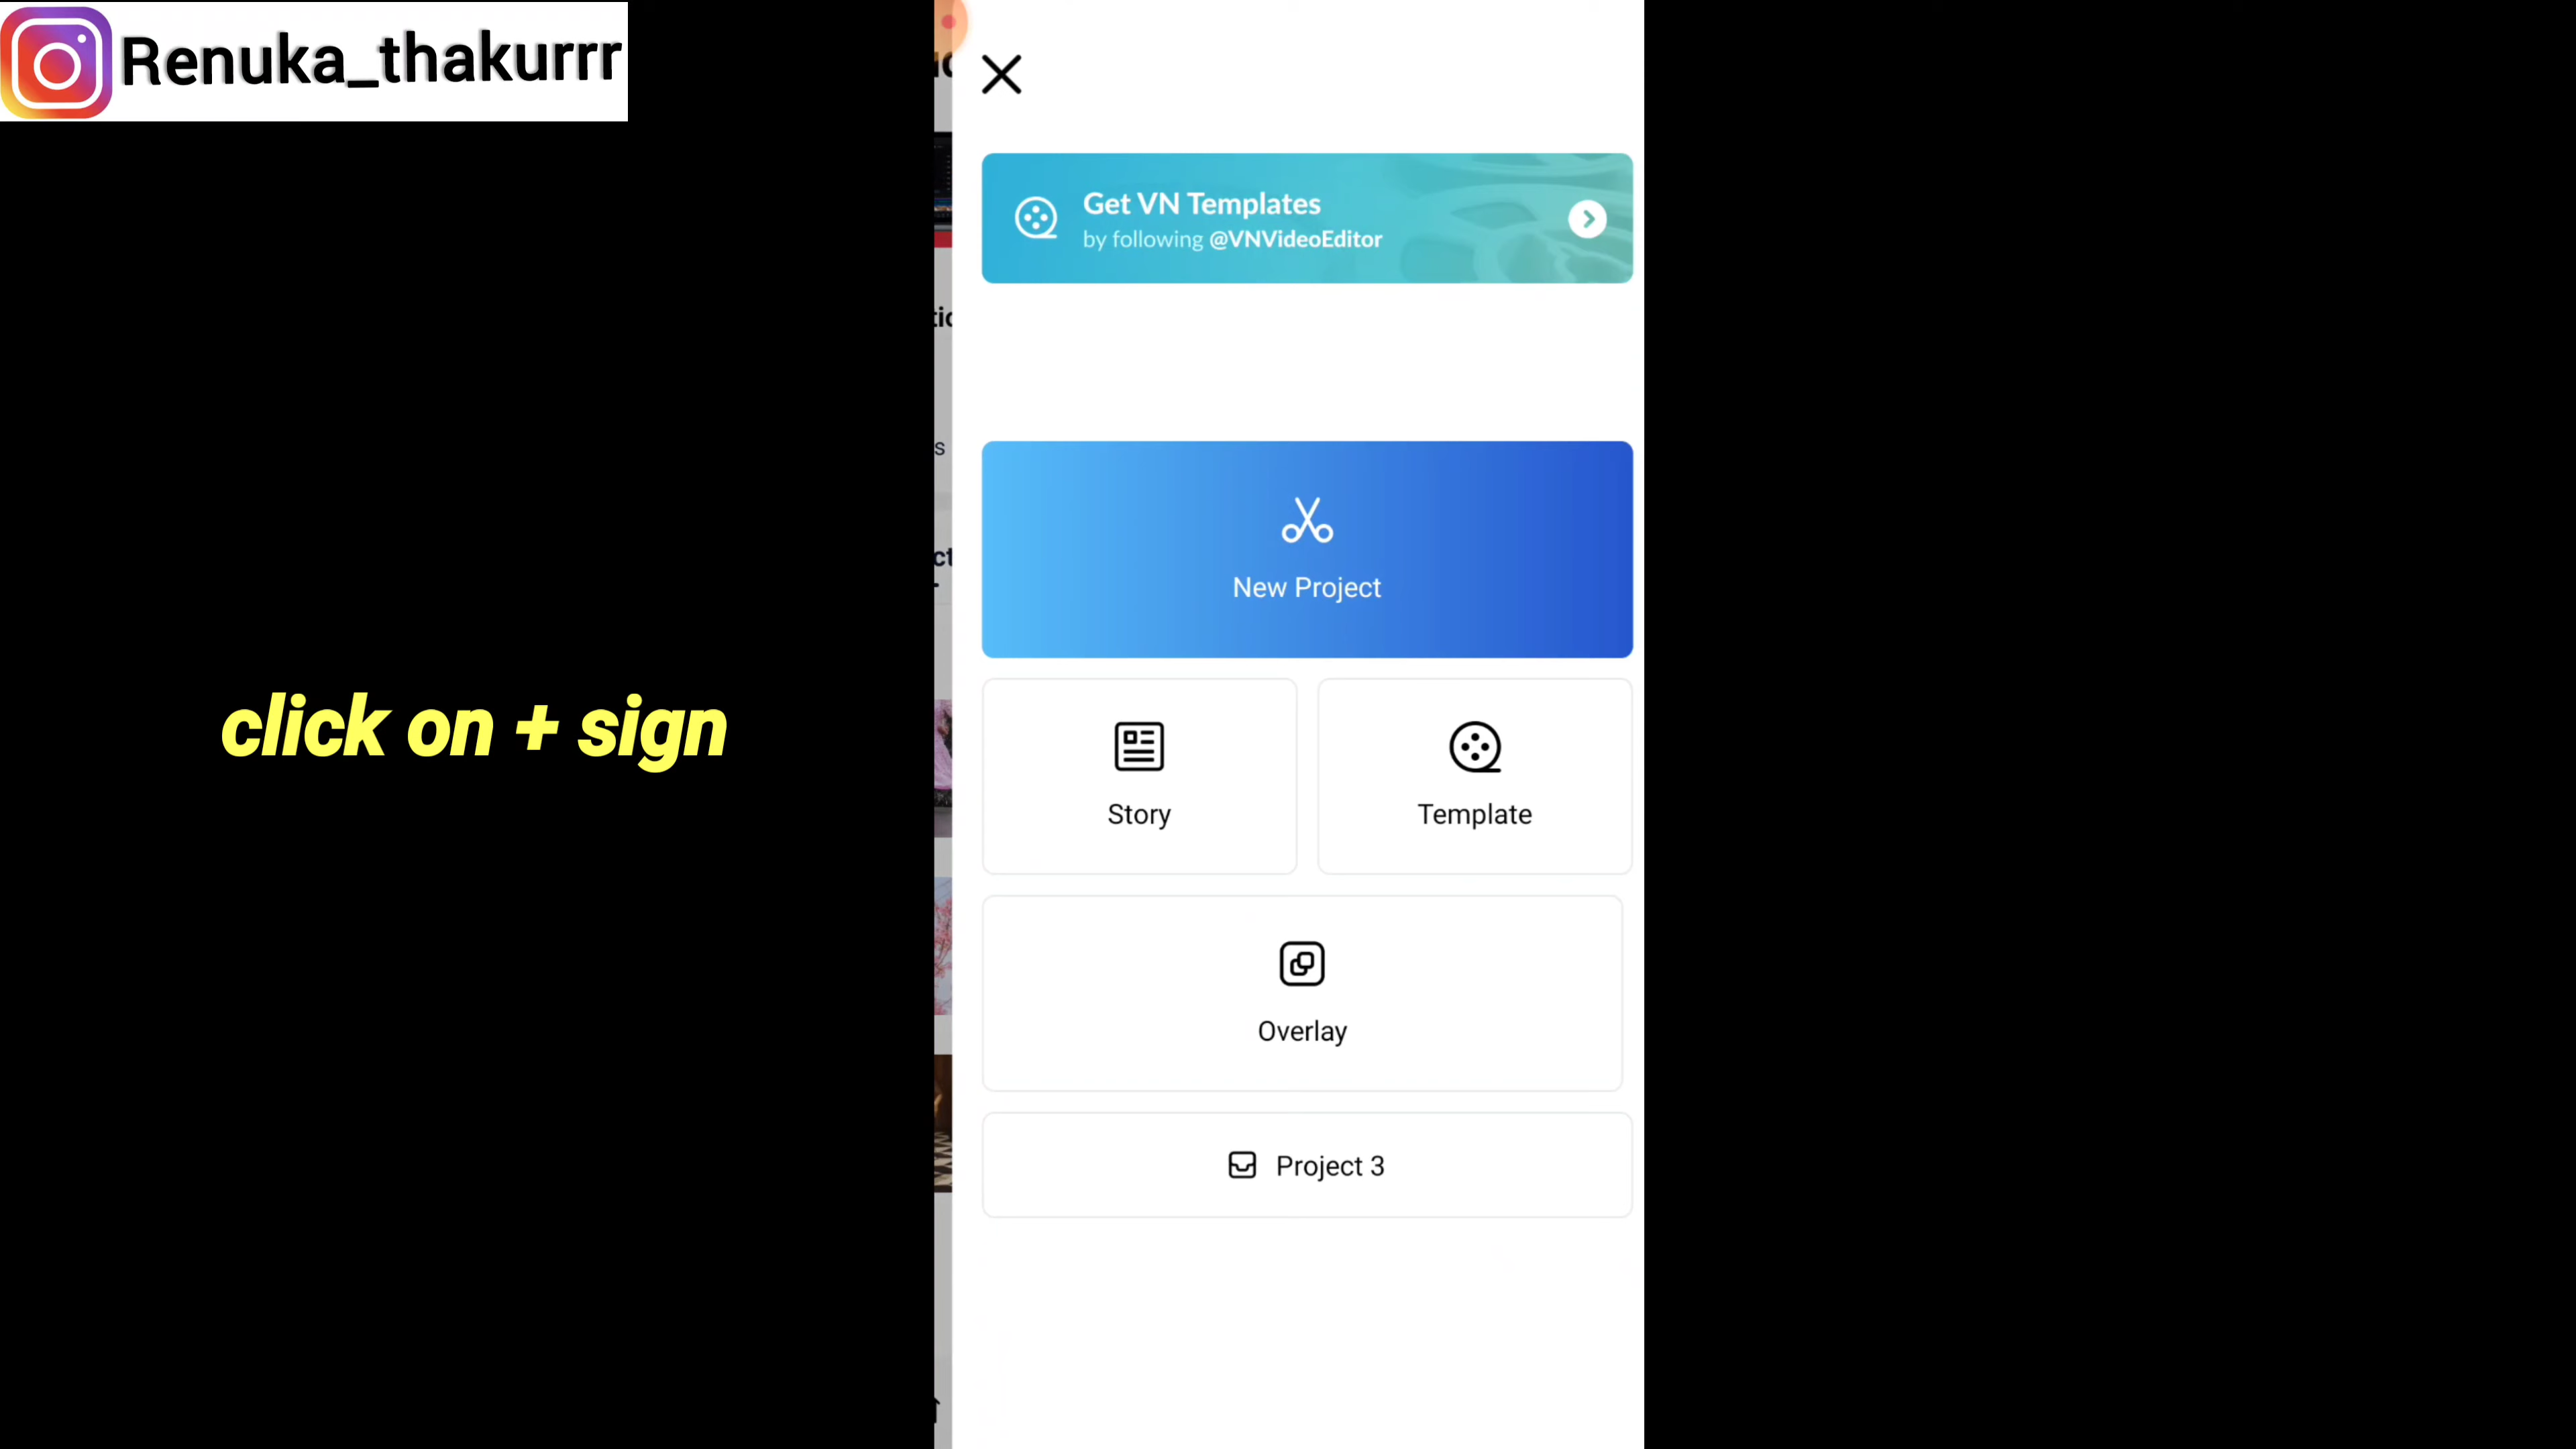 Renuka_thakurrr
Get VN Templates
by following @VNVideoEditor
New Project
click on + sign
Story
Template
Overlay
Project 3